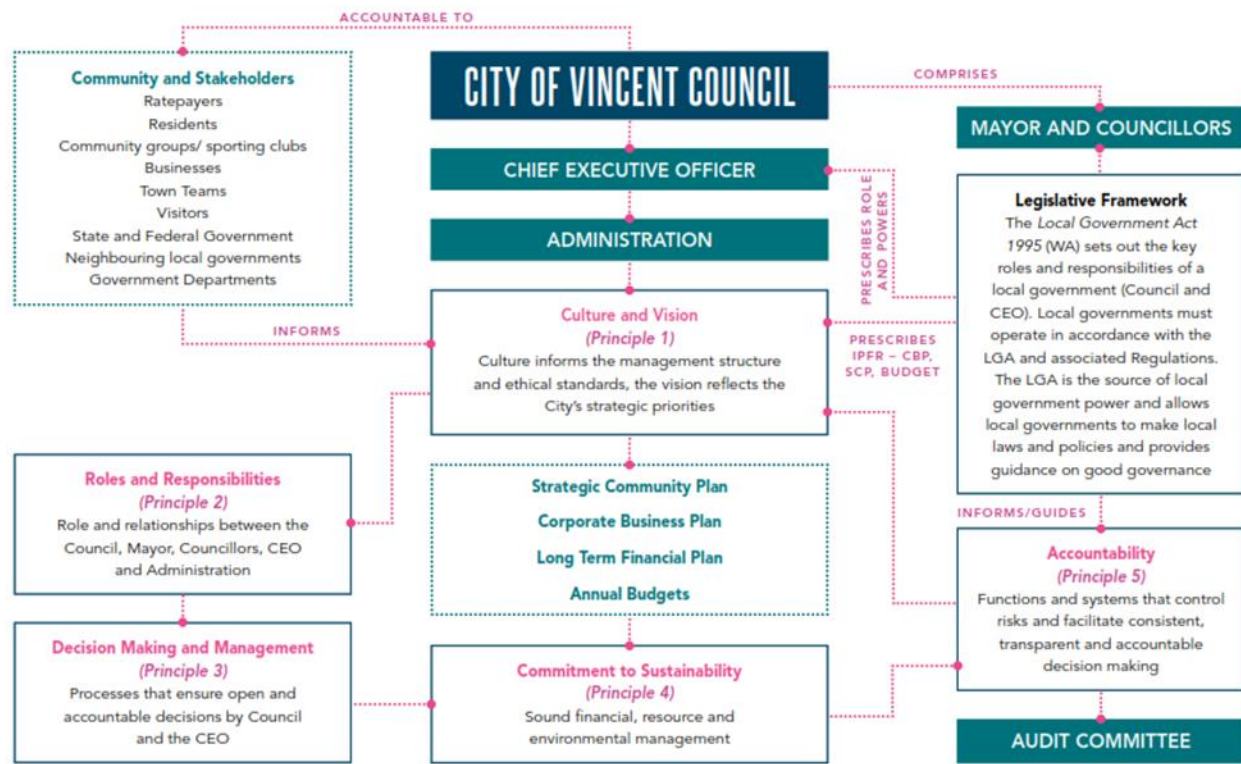 ACCOUNTABLE TO
Community and Stakeholders
Ratepayers
Residents
Community groups/ sporting clubs
Businesses
Town Teams
Visitors
State and Federal Government
Neighbouring local governments
Government Departments
CITY OF VINCENT COUNCIL
COMPRISES
MAYOR AND COUNCILLORS
CHIEF EXECUTIVE OFFICER
ADMINISTRATION
PRESCRIBES ROLE
AND POWERS
Legislative Framework
The Local Government Act
1995 (WA) sets out the key
roles and responsibilities of a
local government (Council and
CEO). Local governments must
operate in accordance with the
LGA and associated Regulations.
The LGA is the source of local
government power and allows
local governments to make local
laws and policies and provides
guidance on good governance
INFORMS
Culture and Vision
(Principle 1)
Culture informs the management structure
and ethical standards, the vision reflects the
City's strategic priorities
PRESCRIBES
IPFR – CBP,
SCP, BUDGET
Roles and Responsibilities
(Principle 2)
Role and relationships between the
Council, Mayor, Councillors, CEO
and Administration
Strategic Community Plan
Corporate Business Plan
Long Term Financial Plan
Annual Budgets
INFORMS/GUIDES
Accountability
(Principle 5)
Functions and systems that control
risks and facilitate consistent,
transparent and accountable
decision making
Decision Making and Management
(Principle 3)
Processes that ensure open and
accountable decisions by Council
and the CEO
Commitment to Sustainability
(Principle 4)
Sound financial, resource and
environmental management
AUDIT COMMITTEE